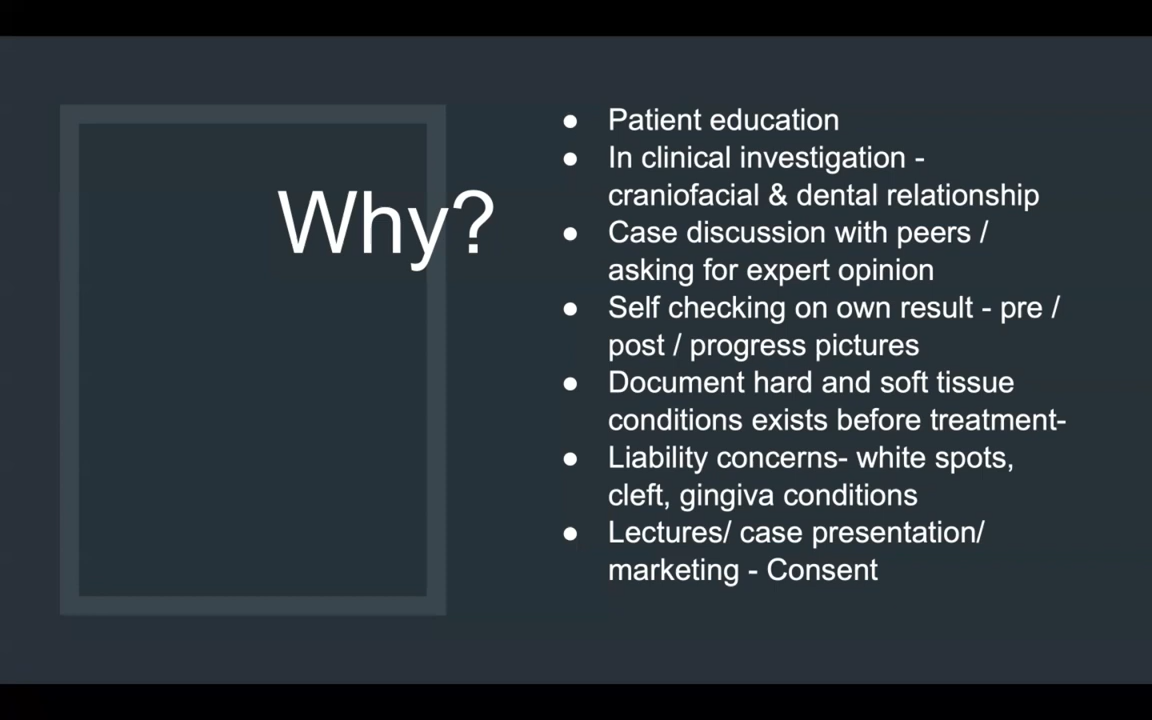 Why?
● Patient education
● In clinical investigation -
craniofacial & dental relationship
● Case discussion with peers /
asking for expert opinion
● Self checking on own result - pre /
post / progress pictures
● Document hard and soft tissue
conditions exists before treatment-
● Liability concerns- white spots,
cleft, gingiva conditions
● Lectures/ case presentation/
marketing - Consent